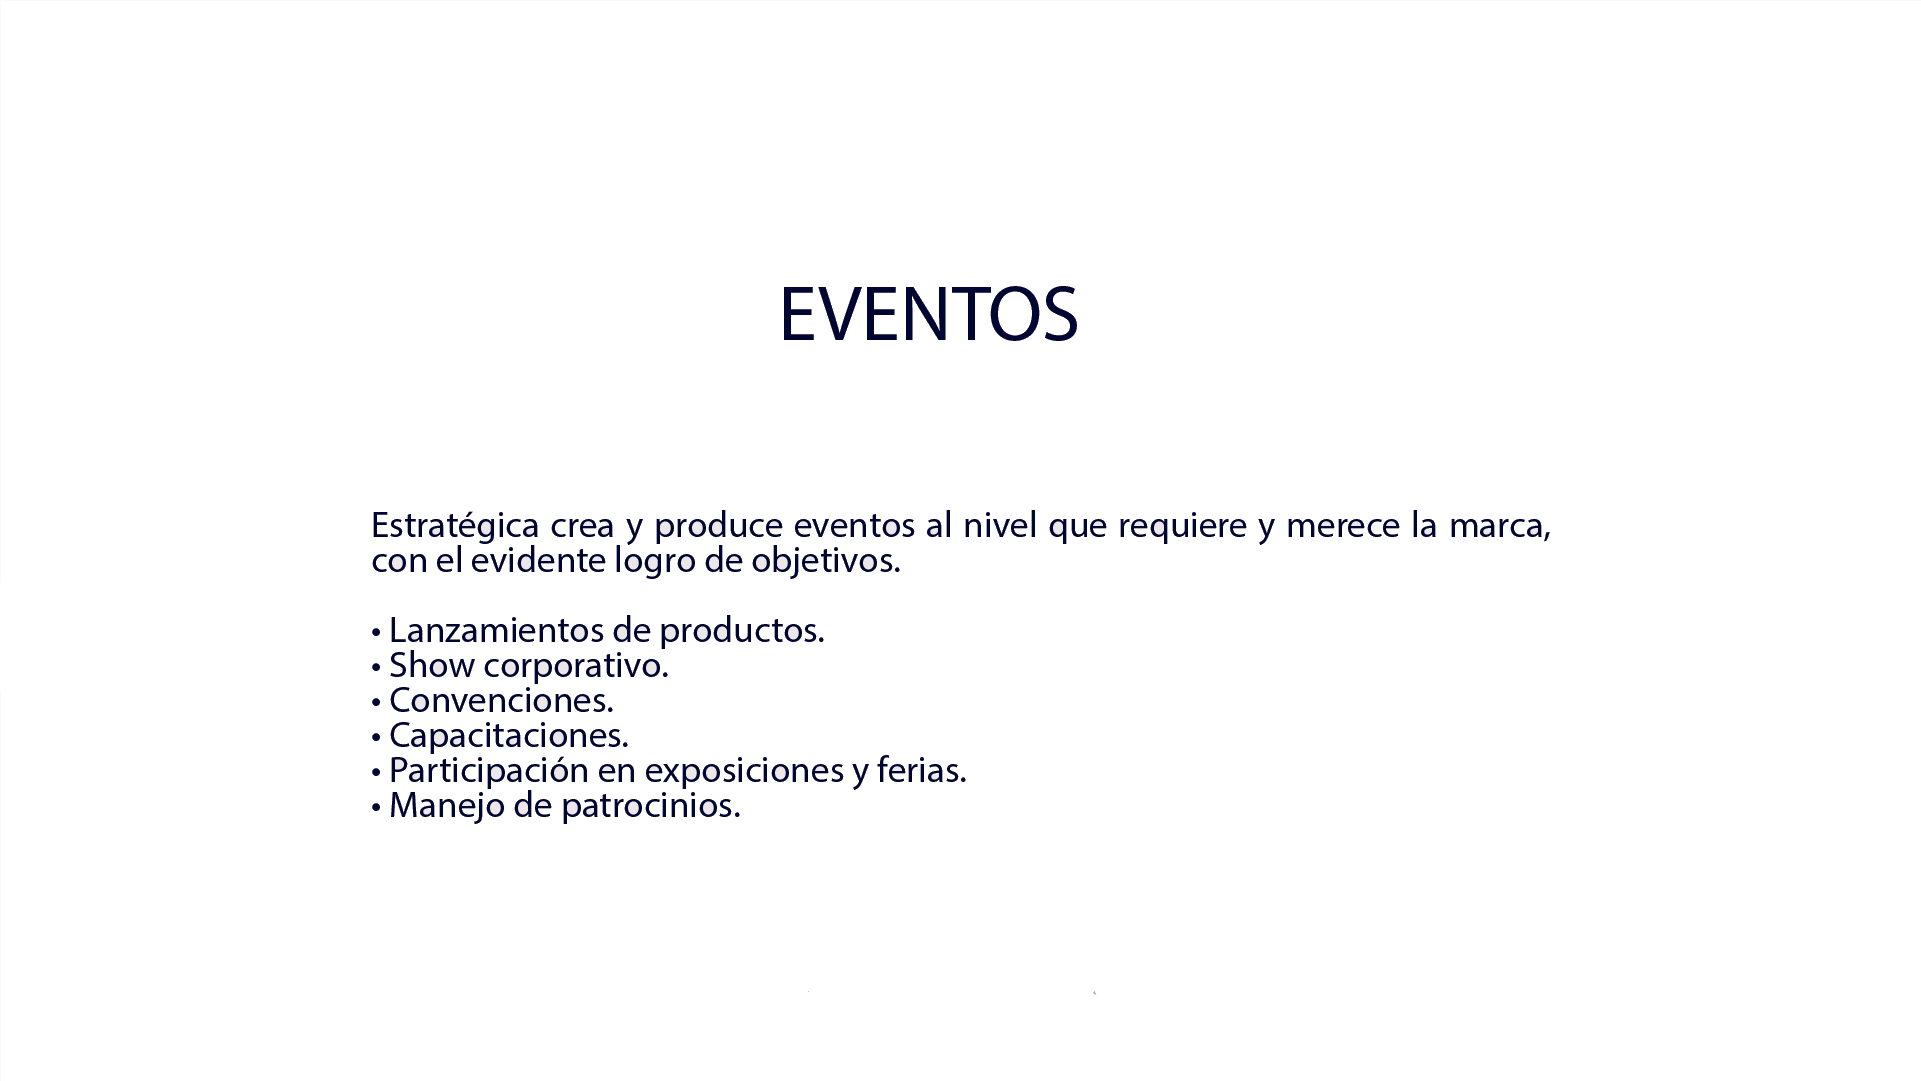 EVENTOS
Estratégica crea y produce eventos al nivel que requiere y merece la marca,
con el evidente logro de objetivos.
• Lanzamientos de productos.
• Show corporativo.
• Convenciones.
• Capacitaciones.
• Participación en exposiciones y ferias.
• Manejo de patrocinios.